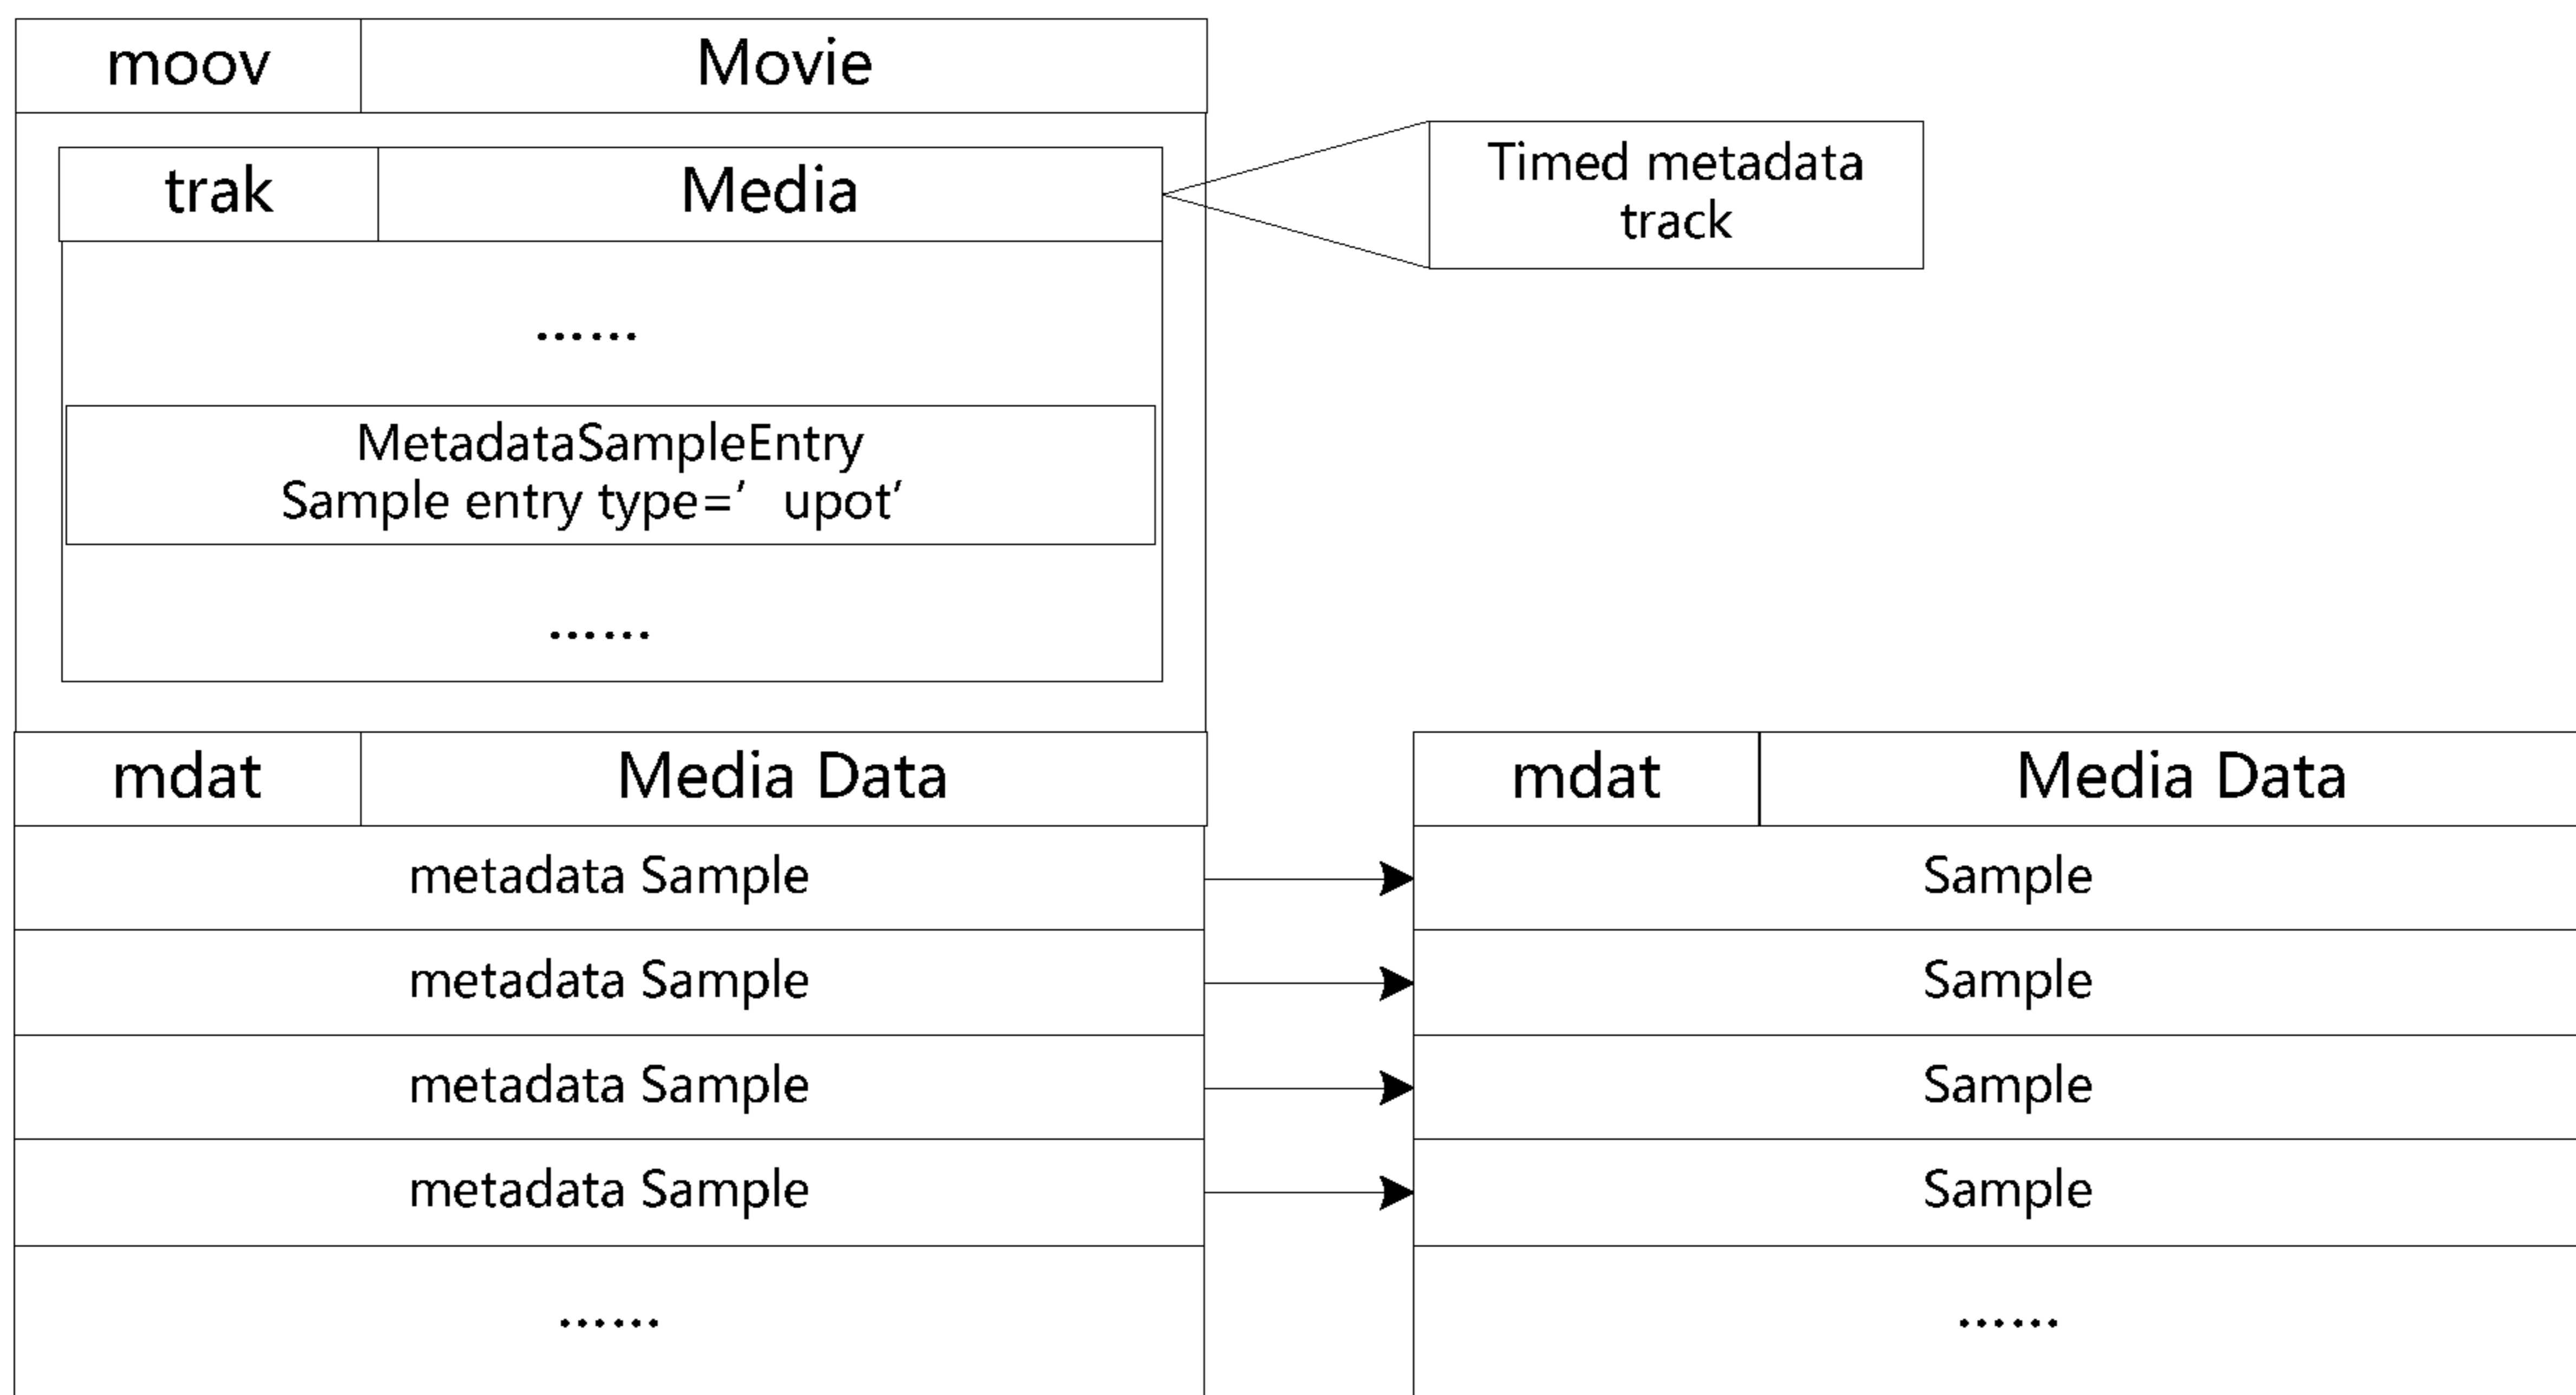 moov Movie
trak Media
Timed metadata
track
......
MetadataSampleEntry
Sample entry type=’ upot’
......
mdat Media Data
metadata Sample
metadata Sample
metadata Sample
metadata Sample
......
mdat Media Data
Sample
Sample
Sample
Sample
......